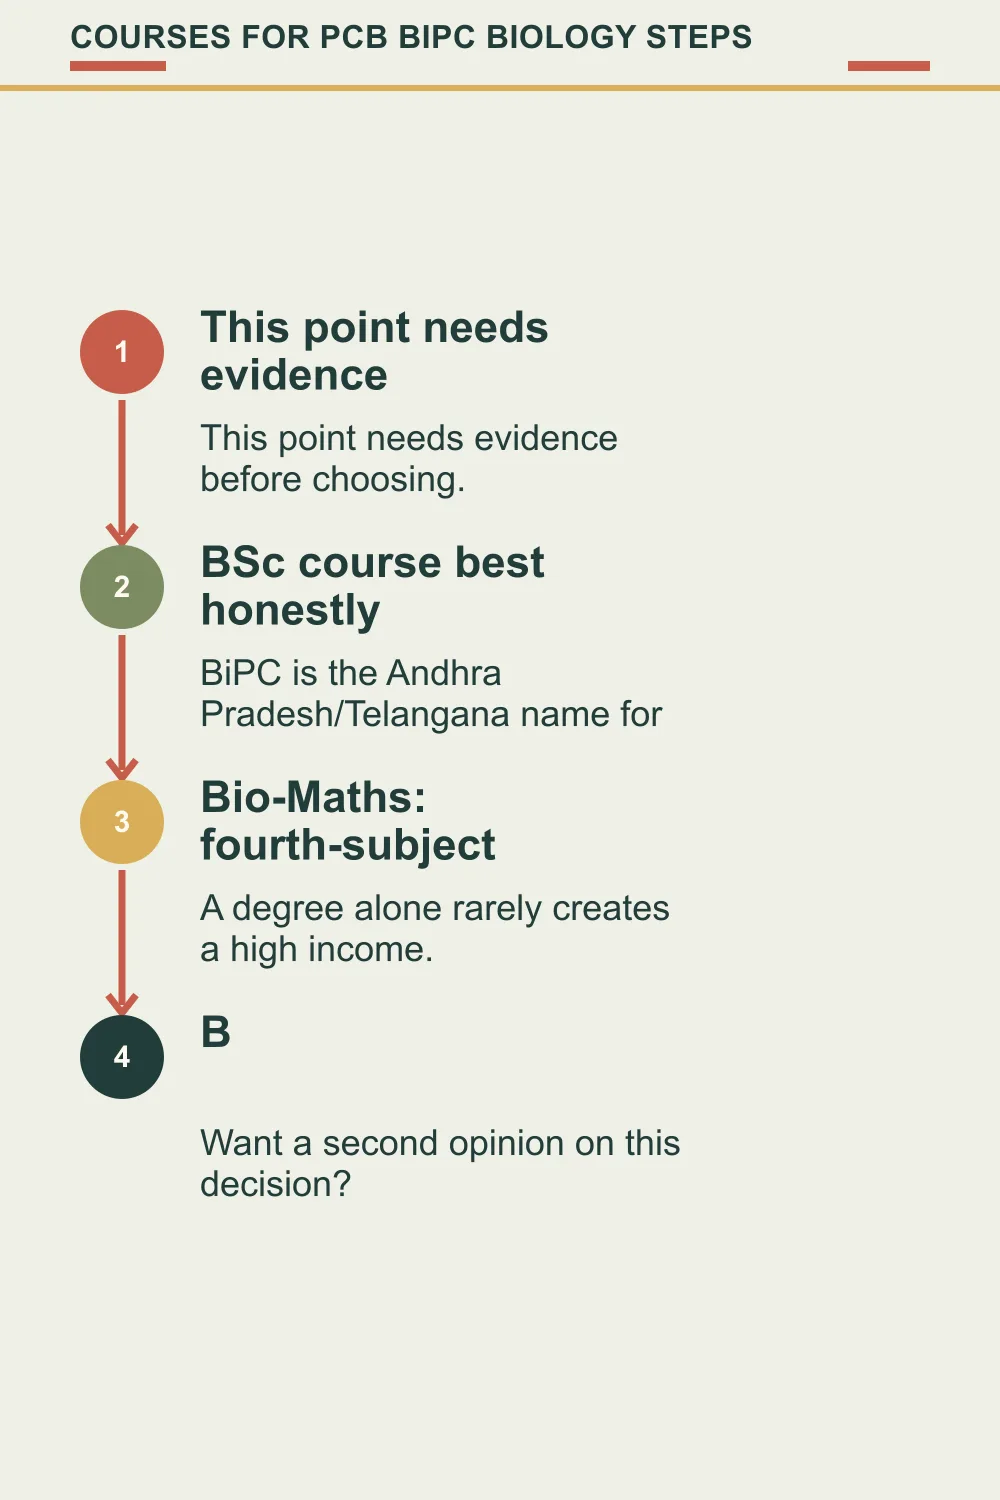 COURSES FOR PCB BIPC BIOLOGY STEPS
1
This point needs
evidence
This point needs evidence
before choosing.
2
BSc course best
honestly
BiPC is the Andhra
Pradesh/Telangana name for
3
Bio-Maths:
fourth-subject
A degree alone rarely creates
a high income.
4
B
Want a second opinion on this
decision?